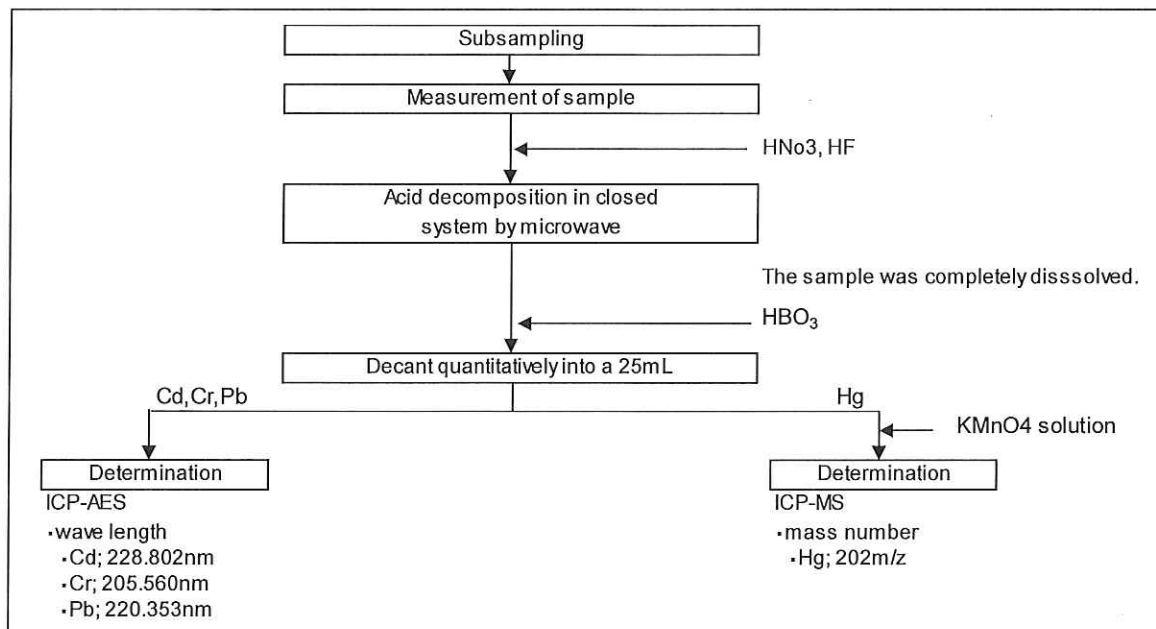 Subsampling
Measurement of sample
HNo3, HF
Acid decomposition in closed
system by microwave
The sample was completely disssolved.
HBO₃
Decant quantitatively into a 25mL
Cd,Cr,Pb
Hg
KMnO4 solution
Determination
ICP-AES
・wave length
・Cd; 228.802nm
・Cr; 205.560nm
・Pb; 220.353nm
Determination
ICP-MS
・mass number
・Hg; 202m/z